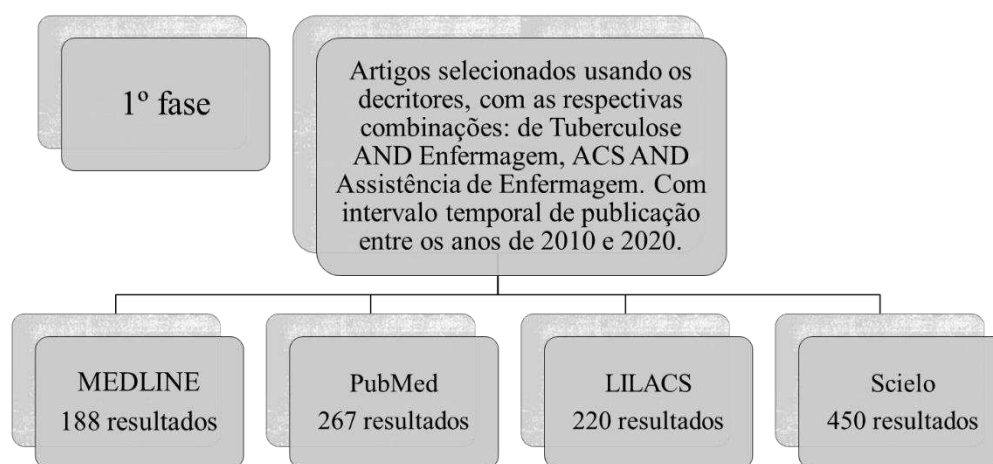 1º fase
Artigos selecionados usando os
decritores, com as respectivas
combinações: de Tuberculose
AND Enfermagem, ACS AND
Assistência de Enfermagem. Com
intervalo temporal de publicação
entre os anos de 2010 e 2020.
MEDLINE
188 resultados
PubMed
267 resultados
LILACS
220 resultados
Scielo
450 resultados